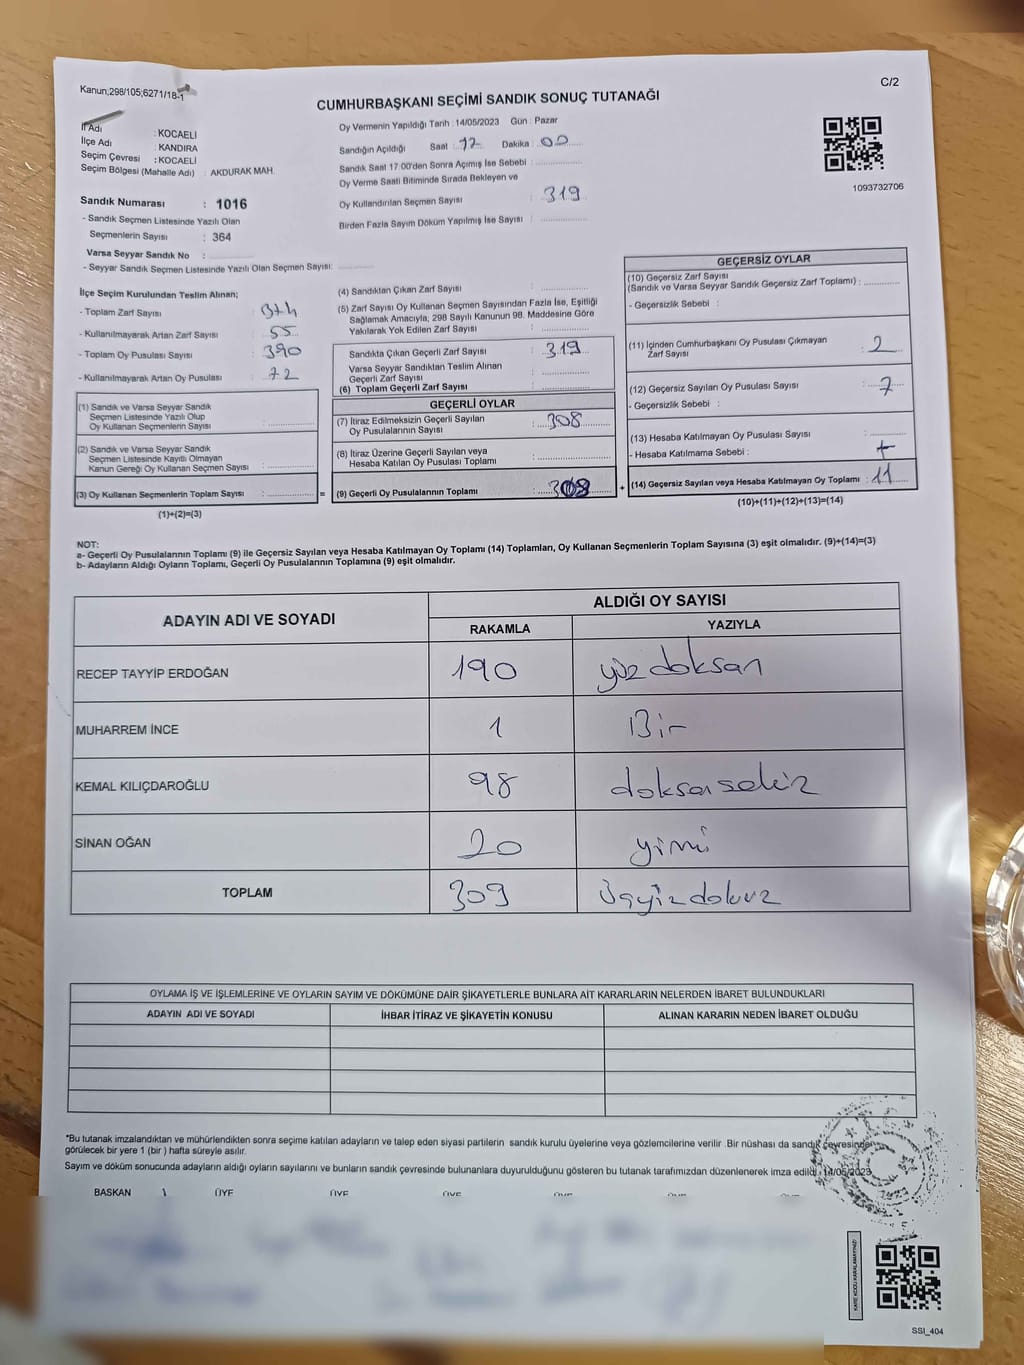 Kanun;298/105;6271/18-1
C/2
CUMHURBAŞKANI SEÇİMİ SANDIK SONUÇ TUTANAĞI
İl Adı : KOCAELİ
İlçe Adı : KANDIRA
Seçim Çevresi : KOCAELİ
Seçim Bölgesi (Mahalle Adı) : AKDURAK MAH.
Sandık Numarası : 1016
- Sandık Seçmen Listesinde Yazılı Olan
Seçmenlerin Sayısı : 364
Varsa Seyyar Sandık No :
- Seyyar Sandık Seçmen Listesinde Yazılı Olan Seçmen Sayısı:
Oy Vermenin Yapıldığı Tarih : 14/05/2023 Gün : Pazar
Sandığın Açıldığı Saat : 17 Dakika : 00
Sandık Saat 17:00'den Sonra Açımış İse Sebebi :
Oy Verme Saati Bitiminde Sırada Bekleyen ve
Oy Kullandırılan Seçmen Sayısı : 319
Birden Fazla Sayım Döküm Yapılmış İse Sayısı :
1093732706
İlçe Seçim Kurulundan Teslim Alınan;
- Toplam Zarf Sayısı : 374
- Kullanılmayarak Artan Zarf Sayısı : 55
- Toplam Oy Pusulası Sayısı : 390
- Kullanılmayarak Artan Oy Pusulası : 72
(1) Sandık ve Varsa Seyyar Sandık
Seçmen Listesinde Yazılı Olup
Oy Kullanan Seçmenlerin Sayısı :
(2) Sandık ve Varsa Seyyar Sandık
Seçmen Listesinde Kayıtlı Olmayan
Kanun Gereği Oy Kullanan Seçmen Sayısı :
(3) Oy Kullanan Seçmenlerin Toplam Sayısı : =
(1)+(2)=(3)
(4) Sandıktan Çıkan Zarf Sayısı :
(5) Zarf Sayısı Oy Kullanan Seçmen Sayısından Fazla İse, Eşitliği
Sağlamak Amacıyla, 298 Sayılı Kanunun 98. Maddesine Göre
Yakılarak Yok Edilen Zarf Sayısı :
Sandıkta Çıkan Geçerli Zarf Sayısı : 319
Varsa Seyyar Sandıktan Teslim Alınan
Geçerli Zarf Sayısı :
(6) Toplam Geçerli Zarf Sayısı :
GEÇERLİ OYLAR
(7) İtiraz Edilmeksizin Geçerli Sayılan
Oy Pusulalarının Sayısı : 308
(8) İtiraz Üzerine Geçerli Sayılan veya
Hesaba Katılan Oy Pusulası Toplamı :
(9) Geçerli Oy Pusulalarının Toplamı : +
GEÇERSİZ OYLAR
(10) Geçersiz Zarf Sayısı
(Sandık ve Varsa Seyyar Sandık Geçersiz Zarf Toplamı) :
- Geçersizlik Sebebi :
(11) İçinden Cumhurbaşkanı Oy Pusulası Çıkmayan
Zarf Sayısı : 2
(12) Geçersiz Sayılan Oy Pusulası Sayısı : 7
- Geçersizlik Sebebi :
(13) Hesaba Katılmayan Oy Pusulası Sayısı :
- Hesaba Katılmama Sebebi :
(14) Geçersiz Sayılan veya Hesaba Katılmayan Oy Toplamı : 11
(10)+(11)+(12)+(13)=(14)
NOT:
a- Geçerli Oy Pusulalarının Toplamı (9) ile Geçersiz Sayılan veya Hesaba Katılmayan Oy Toplamı (14) Toplamları, Oy Kullanan Seçmenlerin Toplam Sayısına (3) eşit olmalıdır. (9)+(14)=(3)
b- Adayların Aldığı Oyların Toplamı, Geçerli Oy Pusulalarının Toplamına (9) eşit olmalıdır.
ADAYIN ADI VE SOYADI ALDIĞI OY SAYISI
RAKAMLA YAZIYLA
RECEP TAYYİP ERDOĞAN 190 yüzdoksan
MUHARREM İNCE 1 Bir
KEMAL KILIÇDAROĞLU 98 doksansekiz
SİNAN OĞAN 20 yirmi
TOPLAM 309 üçyüzdokuz
OYLAMA İŞ VE İŞLEMLERİNE VE OYLARIN SAYIM VE DÖKÜMÜNE DAİR ŞİKAYETLERLE BUNLARA AİT KARARLARIN NELERDEN İBARET BULUNDUKLARI
ADAYIN ADI VE SOYADI İHBAR İTİRAZ VE ŞİKAYETİN KONUSU ALINAN KARARIN NEDEN İBARET OLDUĞU
*Bu tutanak imzalandıktan ve mühürlendikten sonra seçime katılan adayların ve talep eden siyasi partilerin sandık kurulu üyelerine veya gözlemcilerine verilir. Bir nüshası da sandık çevresinde
görülecek bir yere 1 (bir ) hafta süreyle asılır.
Sayım ve döküm sonucunda adayların aldığı oyların sayılarını ve bunların sandık çevresinde bulunanlara duyurulduğunu gösteren bu tutanak tarafımızdan düzenlenerek imza edildi. 14/05/2023
BAŞKAN ÜYE ÜYE ÜYE ÜYE ÜYE ÜYE
KARE KODU KARALAMAYINIZ!
SSI_404